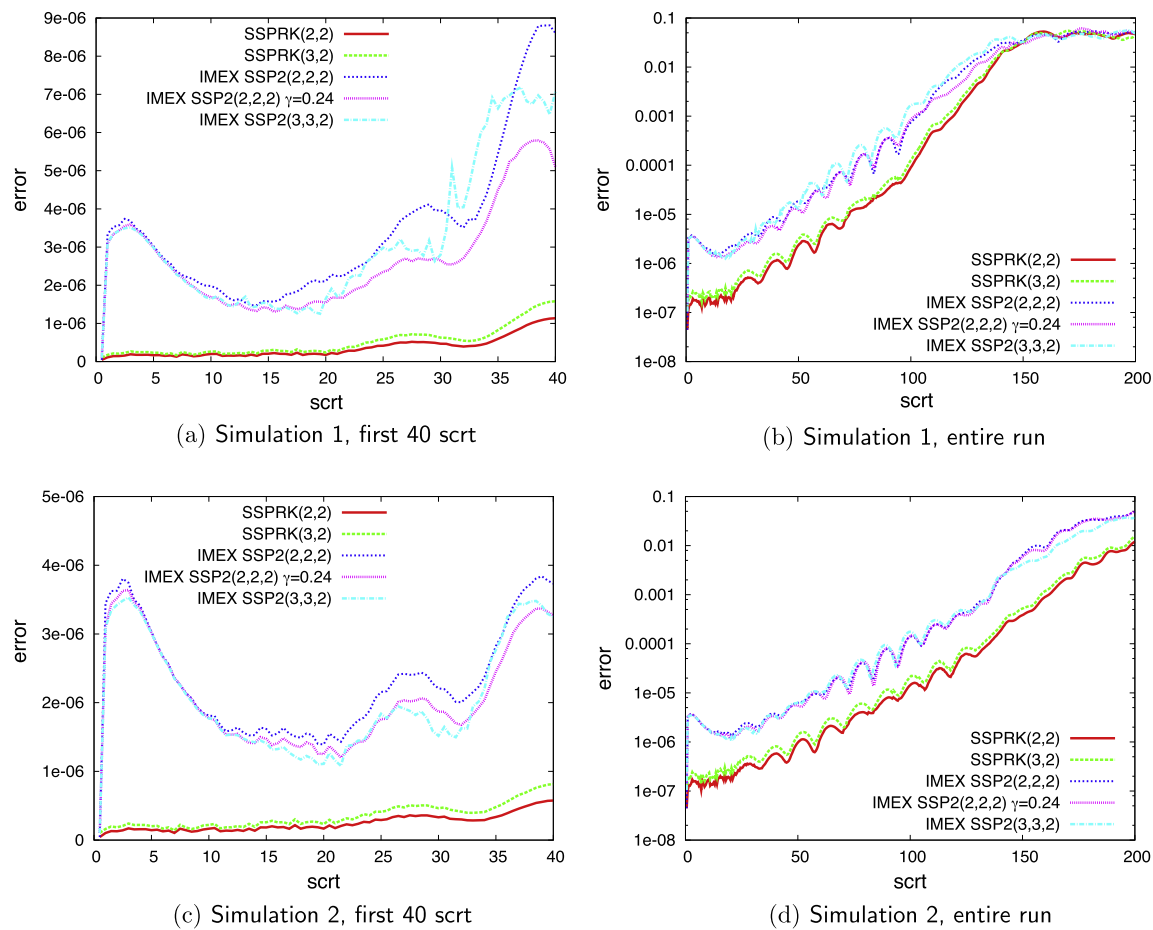 9e-06
8e-06
7e-06
6e-06
5e-06
4e-06
3e-06
2e-06
1e-06
0
error
SSPRK(2,2)
SSPRK(3,2)
IMEX SSP2(2,2,2)
IMEX SSP2(2,2,2) γ=0.24
IMEX SSP2(3,3,2)
0 5 10 15 20 25 30 35 40
scrt
(a) Simulation 1, first 40 scrt
0.1
0.01
0.001
0.0001
1e-05
1e-06
1e-07
1e-08
error
SSPRK(2,2)
SSPRK(3,2)
IMEX SSP2(2,2,2)
IMEX SSP2(2,2,2) γ=0.24
IMEX SSP2(3,3,2)
0 50 100 150 200
scrt
(b) Simulation 1, entire run
5e-06
4e-06
3e-06
2e-06
1e-06
0
error
SSPRK(2,2)
SSPRK(3,2)
IMEX SSP2(2,2,2)
IMEX SSP2(2,2,2) γ=0.24
IMEX SSP2(3,3,2)
0 5 10 15 20 25 30 35 40
scrt
(c) Simulation 2, first 40 scrt
0.1
0.01
0.001
0.0001
1e-05
1e-06
1e-07
1e-08
error
SSPRK(2,2)
SSPRK(3,2)
IMEX SSP2(2,2,2)
IMEX SSP2(2,2,2) γ=0.24
IMEX SSP2(3,3,2)
0 50 100 150 200
scrt
(d) Simulation 2, entire run